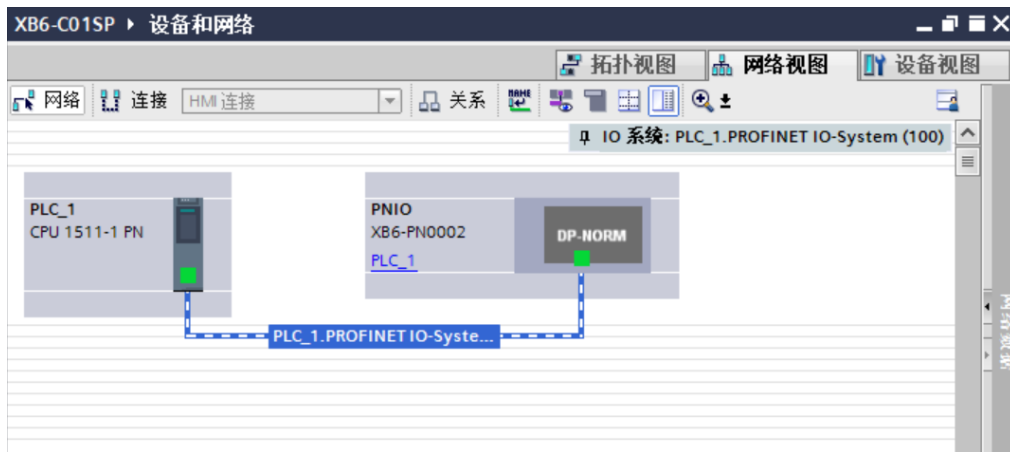 XB6-C01SP ▸ 设备和网络
拓扑视图 网络视图 设备视图
网络 连接 HMI 连接 关系
IO 系统: PLC_1.PROFINET IO-System (100)
PLC_1
CPU 1511-1 PN
PNIO
XB6-PN0002
PLC_1
DP-NORM
PLC_1.PROFINET IO-Syste...